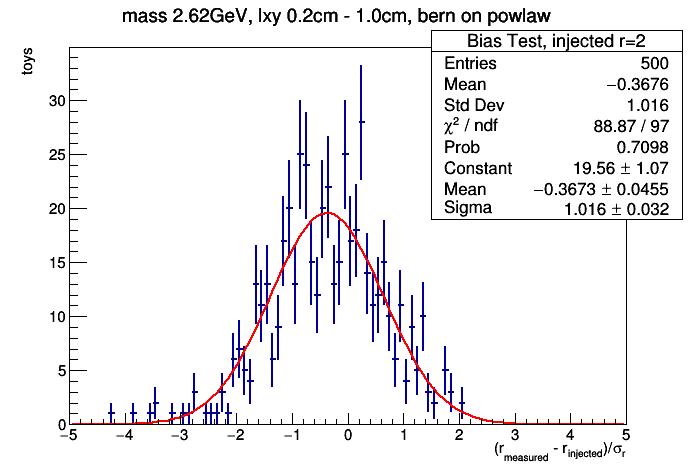 mass 2.62GeV, lxy 0.2cm - 1.0cm, bern on powlaw
toys
Bias Test, injected r=2
Entries 500
Mean −0.3676
Std Dev 1.016
χ² / ndf 88.87 / 97
Prob 0.7098
Constant 19.56 ± 1.07
Mean −0.3673 ± 0.0455
Sigma 1.016 ± 0.032
30
25
20
15
10
5
0
−5 −4 −3 −2 −1 0 1 2 3 4 5
(r_measured - r_injected)/σ_r